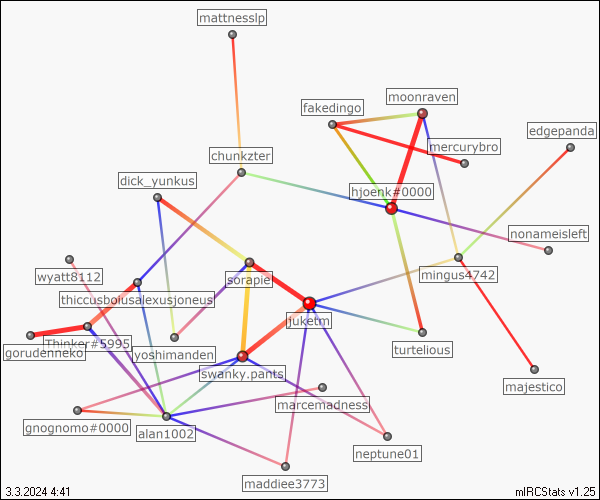 mattnesslp
moonraven
fakedingo
edgepanda
mercurybro
chunkzter
dick_yunkus
hjoenk#0000
nonameisleft
wyatt8112
sorapie
mingus4742
thiccusbolusalexusjoneus
juketm
Thinker#5995
gorudenneko
yoshimanden
turtelious
swanky.pants
majestico
marcemadness
gnognomo#0000
alan1002
neptune01
maddiee3773
3.3.2024 4:41
mIRCStats v1.25